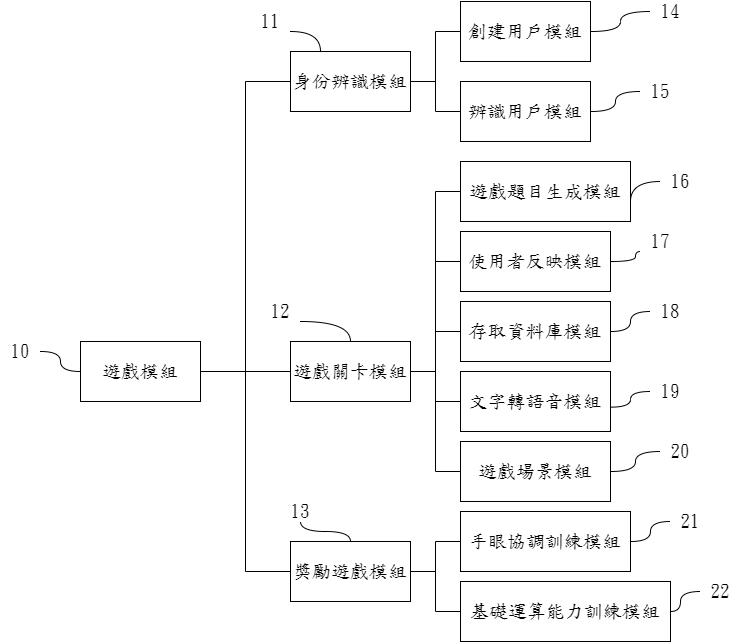 14
創建用戶模組
11
身份辨識模組
15
辨識用戶模組
16
遊戲題目生成模組
17
使用者反映模組
12
18
存取資料庫模組
10
遊戲模組
遊戲關卡模組
19
文字轉語音模組
20
遊戲場景模組
13
21
手眼協調訓練模組
獎勵遊戲模組
22
基礎運算能力訓練模組